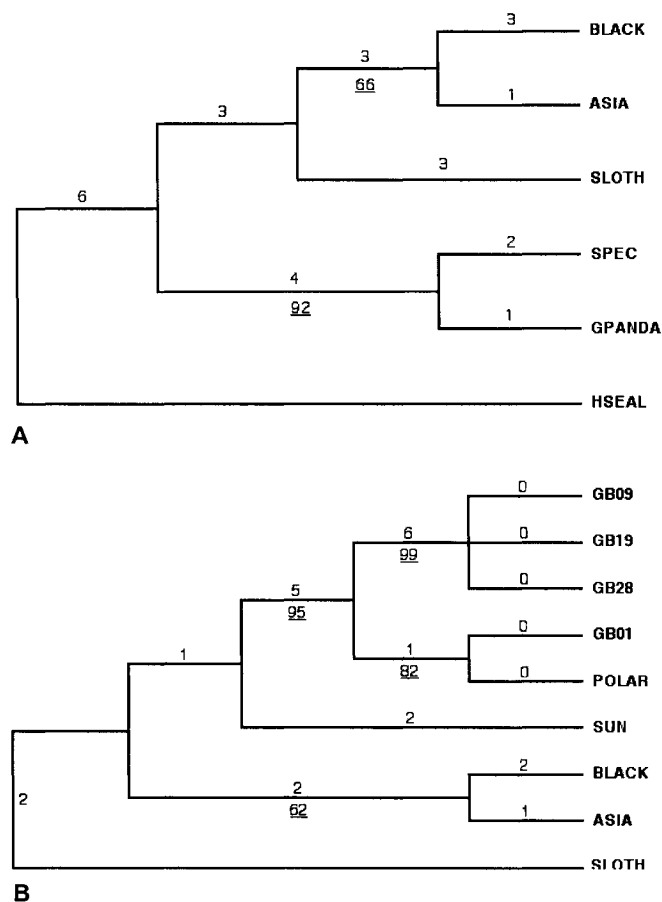 3 BLACK
3
66
1 ASIA
3
3 SLOTH
6
2 SPEC
4
92
1 GPANDA
HSEAL
A
0 GB09
6 0 GB19
99
5 0 GB28
95
0 GB01
1
82
0 POLAR
1
2 SUN
2 BLACK
2
62
2
1 ASIA
SLOTH
B